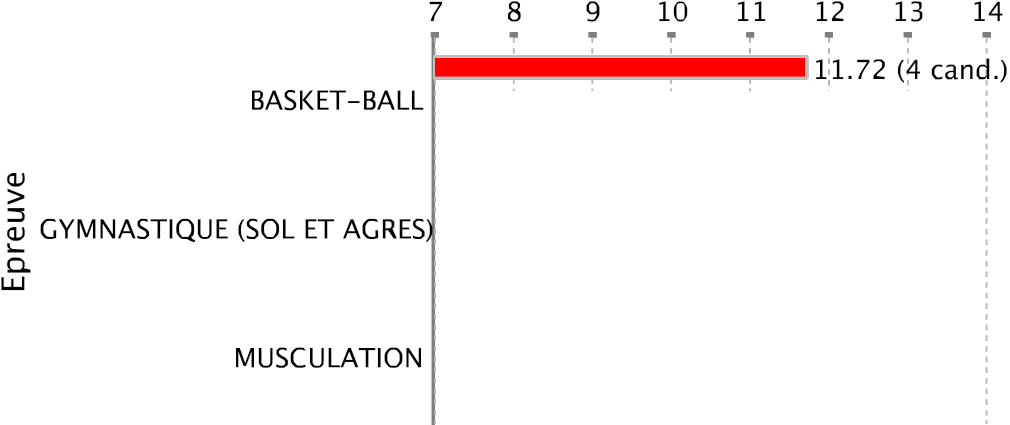 7 8 9 10 11 12 13 14
11.72 (4 cand.)
BASKET-BALL
Epreuve
GYMNASTIQUE (SOL ET AGRES)
MUSCULATION